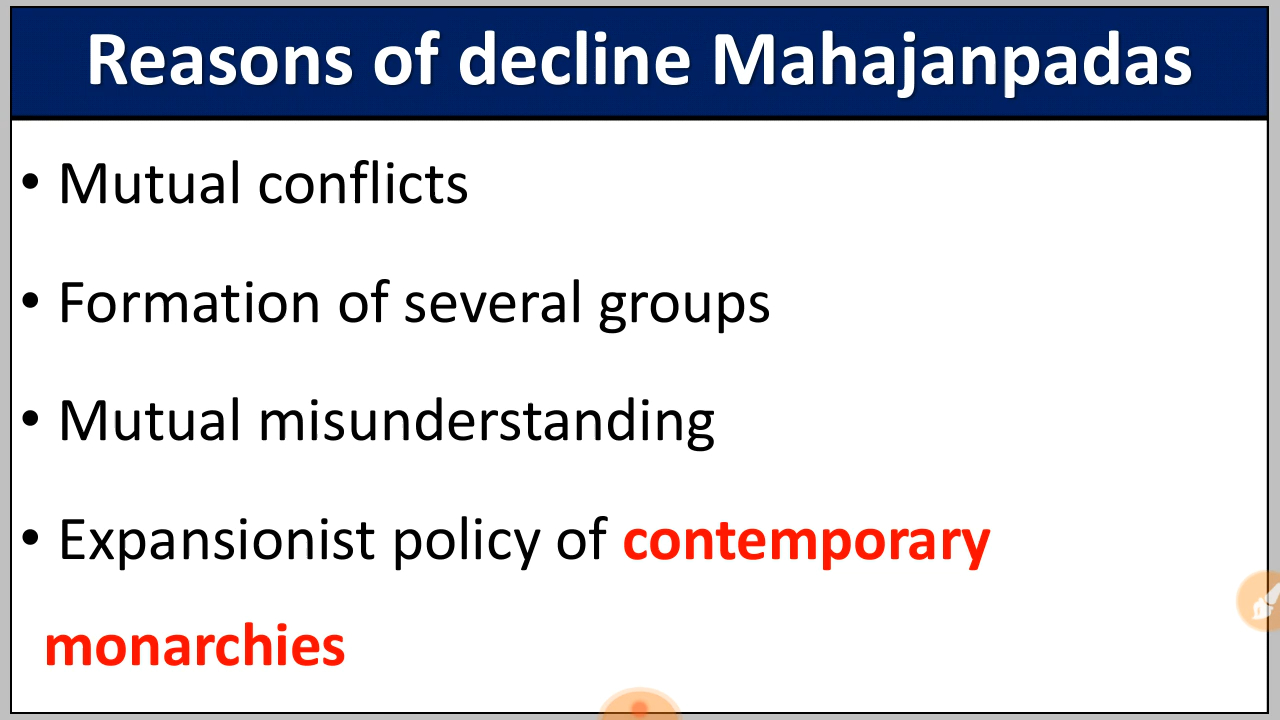 Reasons of decline Mahajanpadas
• Mutual conflicts
• Formation of several groups
• Mutual misunderstanding
• Expansionist policy of contemporary
monarchies